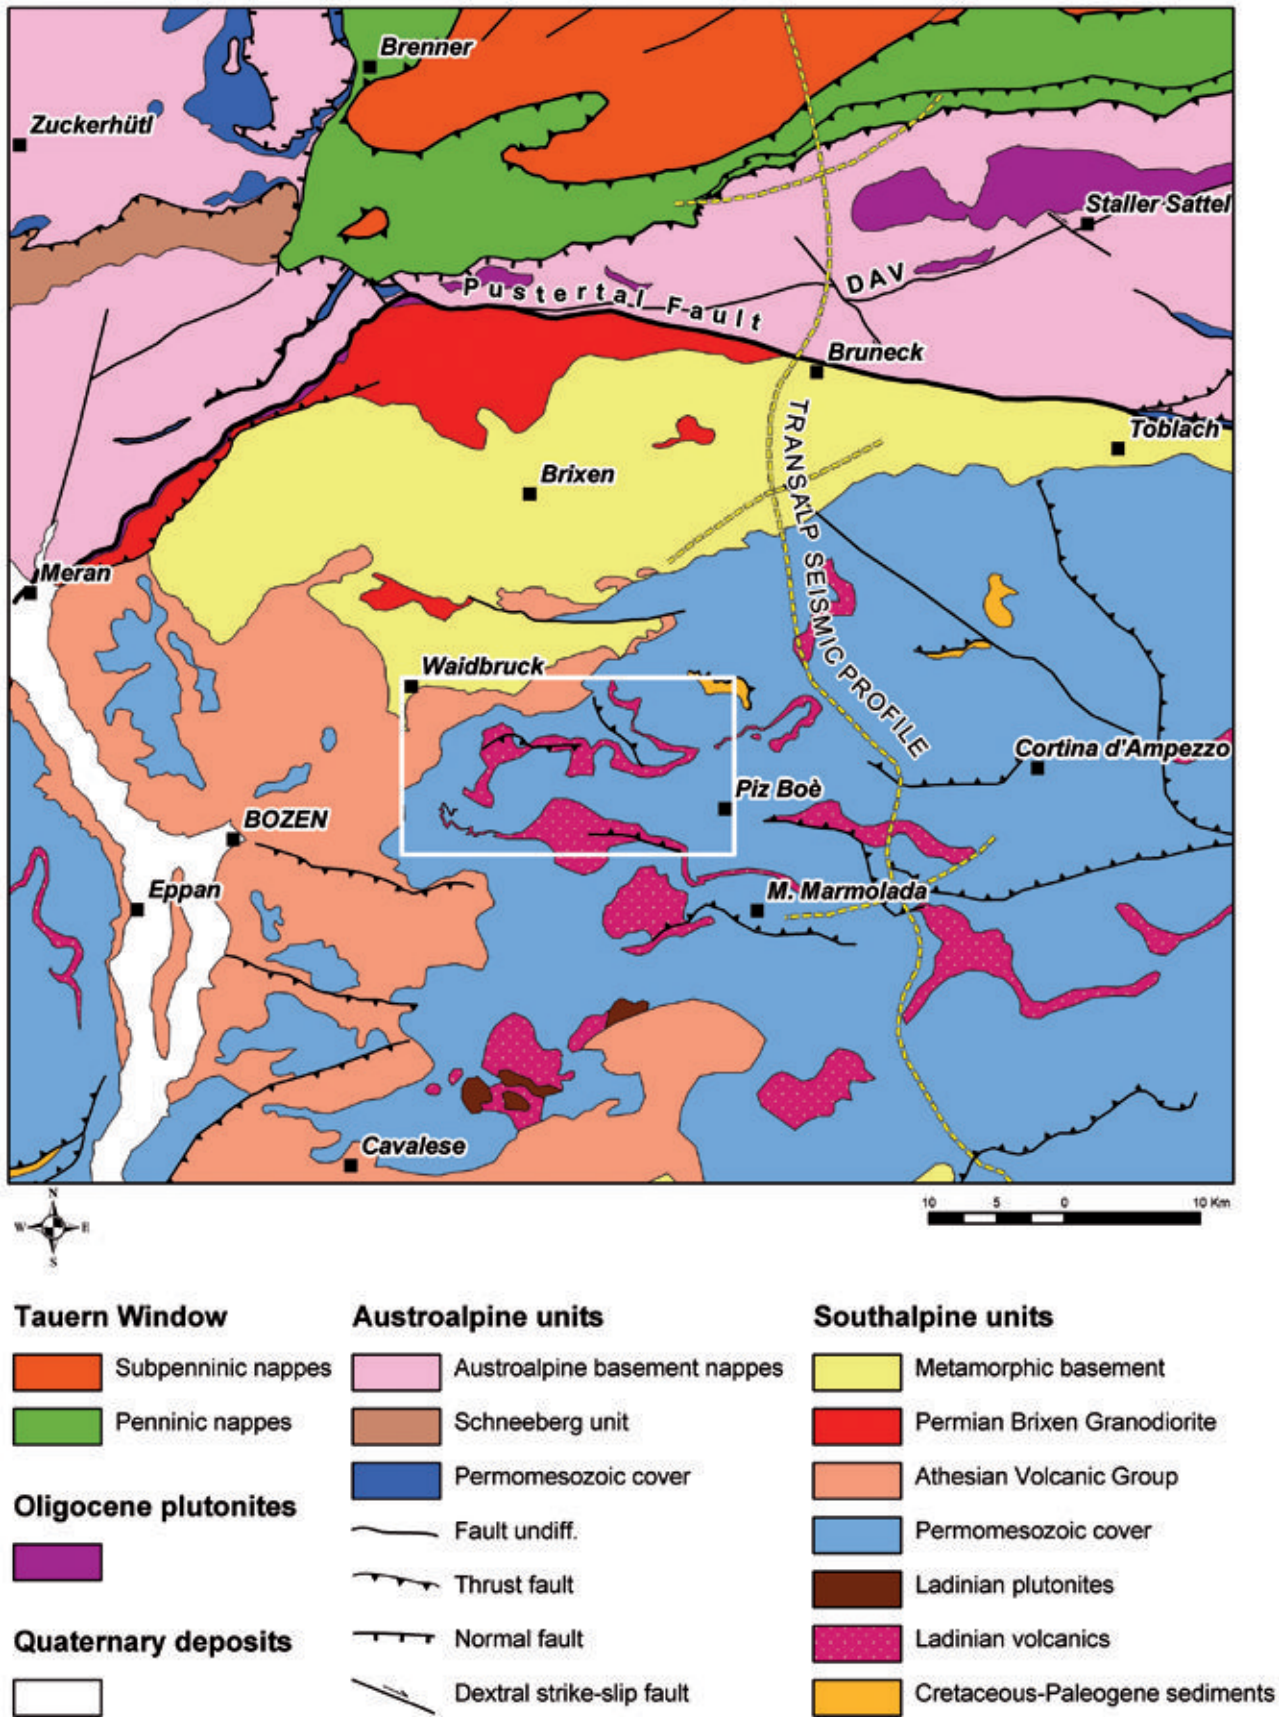 Brenner
Zuckerhütl
Staller Sattel
DAV
Pustertal Fault
Bruneck
Toblach
TRANSALP SEISMIC PROFILE
Brixen
Meran
Waidbruck
Cortina d'Ampezzo
Piz Boè
BOZEN
Eppan
M. Marmolada
Cavalese
N
W E
S
10 5 0 10 Km
Tauern Window
Subpenninic nappes
Penninic nappes
Oligocene plutonites
Quaternary deposits
Austroalpine units
Austroalpine basement nappes
Schneeberg unit
Permomesozoic cover
Fault undiff.
Thrust fault
Normal fault
Dextral strike-slip fault
Southalpine units
Metamorphic basement
Permian Brixen Granodiorite
Athesian Volcanic Group
Permomesozoic cover
Ladinian plutonites
Ladinian volcanics
Cretaceous-Paleogene sediments